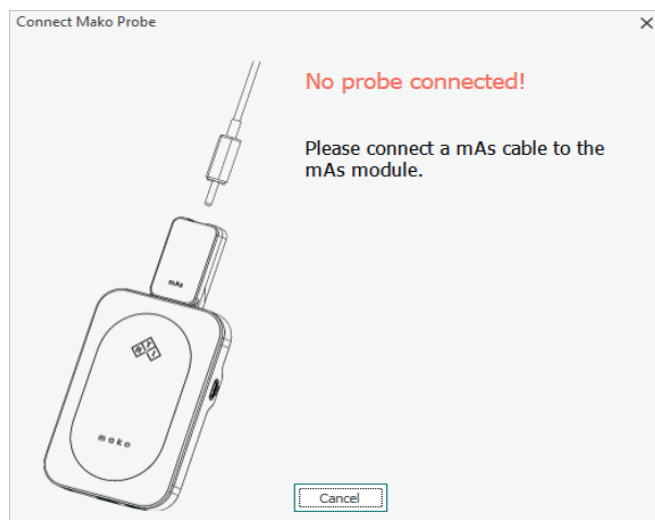 Connect Mako Probe
No probe connected!
Please connect a mAs cable to the
mAs module.
mAs
mako
Cancel